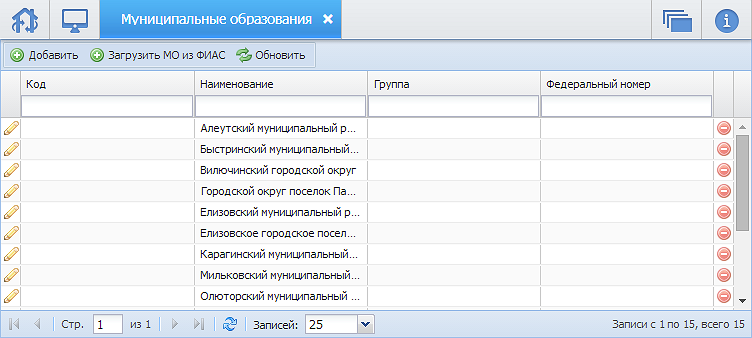 Муниципальные образования
Добавить Загрузить МО из ФИАС Обновить
Код Наименование Группа Федеральный номер
Алеутский муниципальный р...
Быстринский муниципальный...
Вилючинский городской округ
Городской округ поселок Па...
Елизовский муниципальный р...
Елизовское городское посел...
Карагинский муниципальный...
Мильковский муниципальный...
Олюторский муниципальный ...
Стр. 1 из 1 Записей: 25 Записи с 1 по 15, всего 15